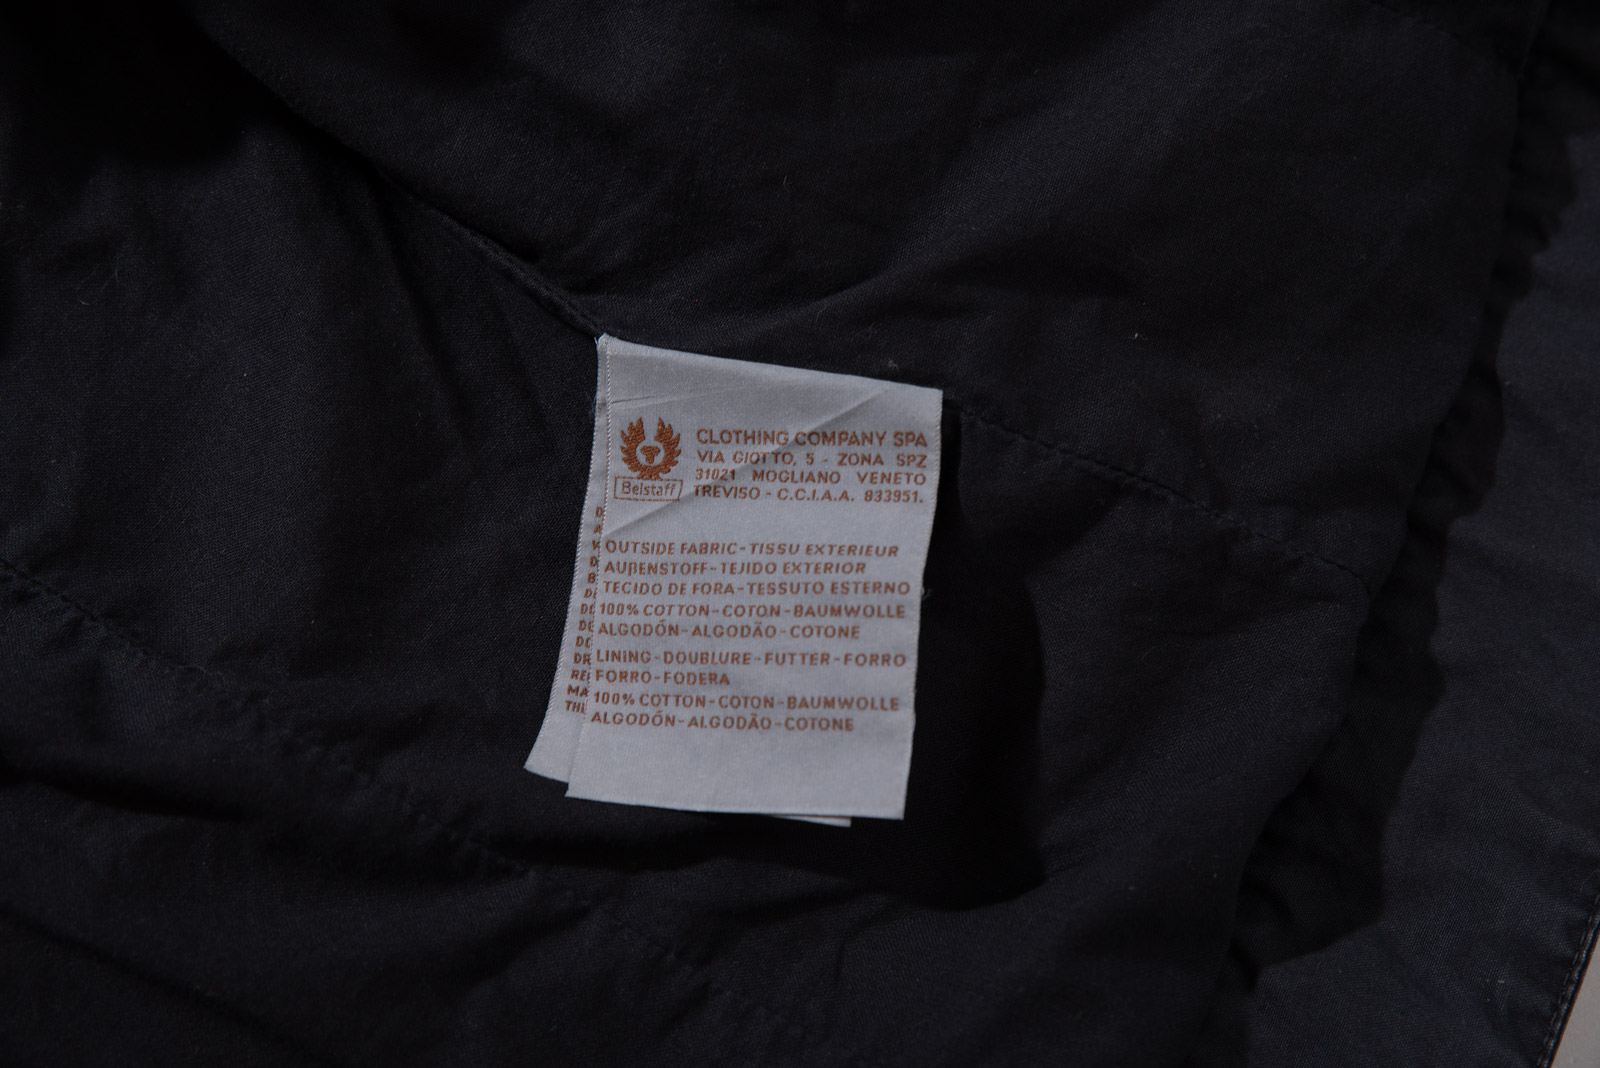 CLOTHING COMPANY SPA
VIA GIOTTO, 5 - ZONA SPZ
31021 MOGLIANO VENETO
Belstaff TREVISO - C.C.I.A.A. 833951.
OUTSIDE FABRIC-TISSU EXTERIEUR
AUßENSTOFF-TEJIDO EXTERIOR
TECIDO DE FORA-TESSUTO ESTERNO
100% COTTON-COTON-BAUMWOLLE
ALGODÓN-ALGODÃO-COTONE
LINING-DOUBLURE-FUTTER-FORRO
FORRO-FODERA
100% COTTON-COTON-BAUMWOLLE
ALGODÓN-ALGODÃO-COTONE